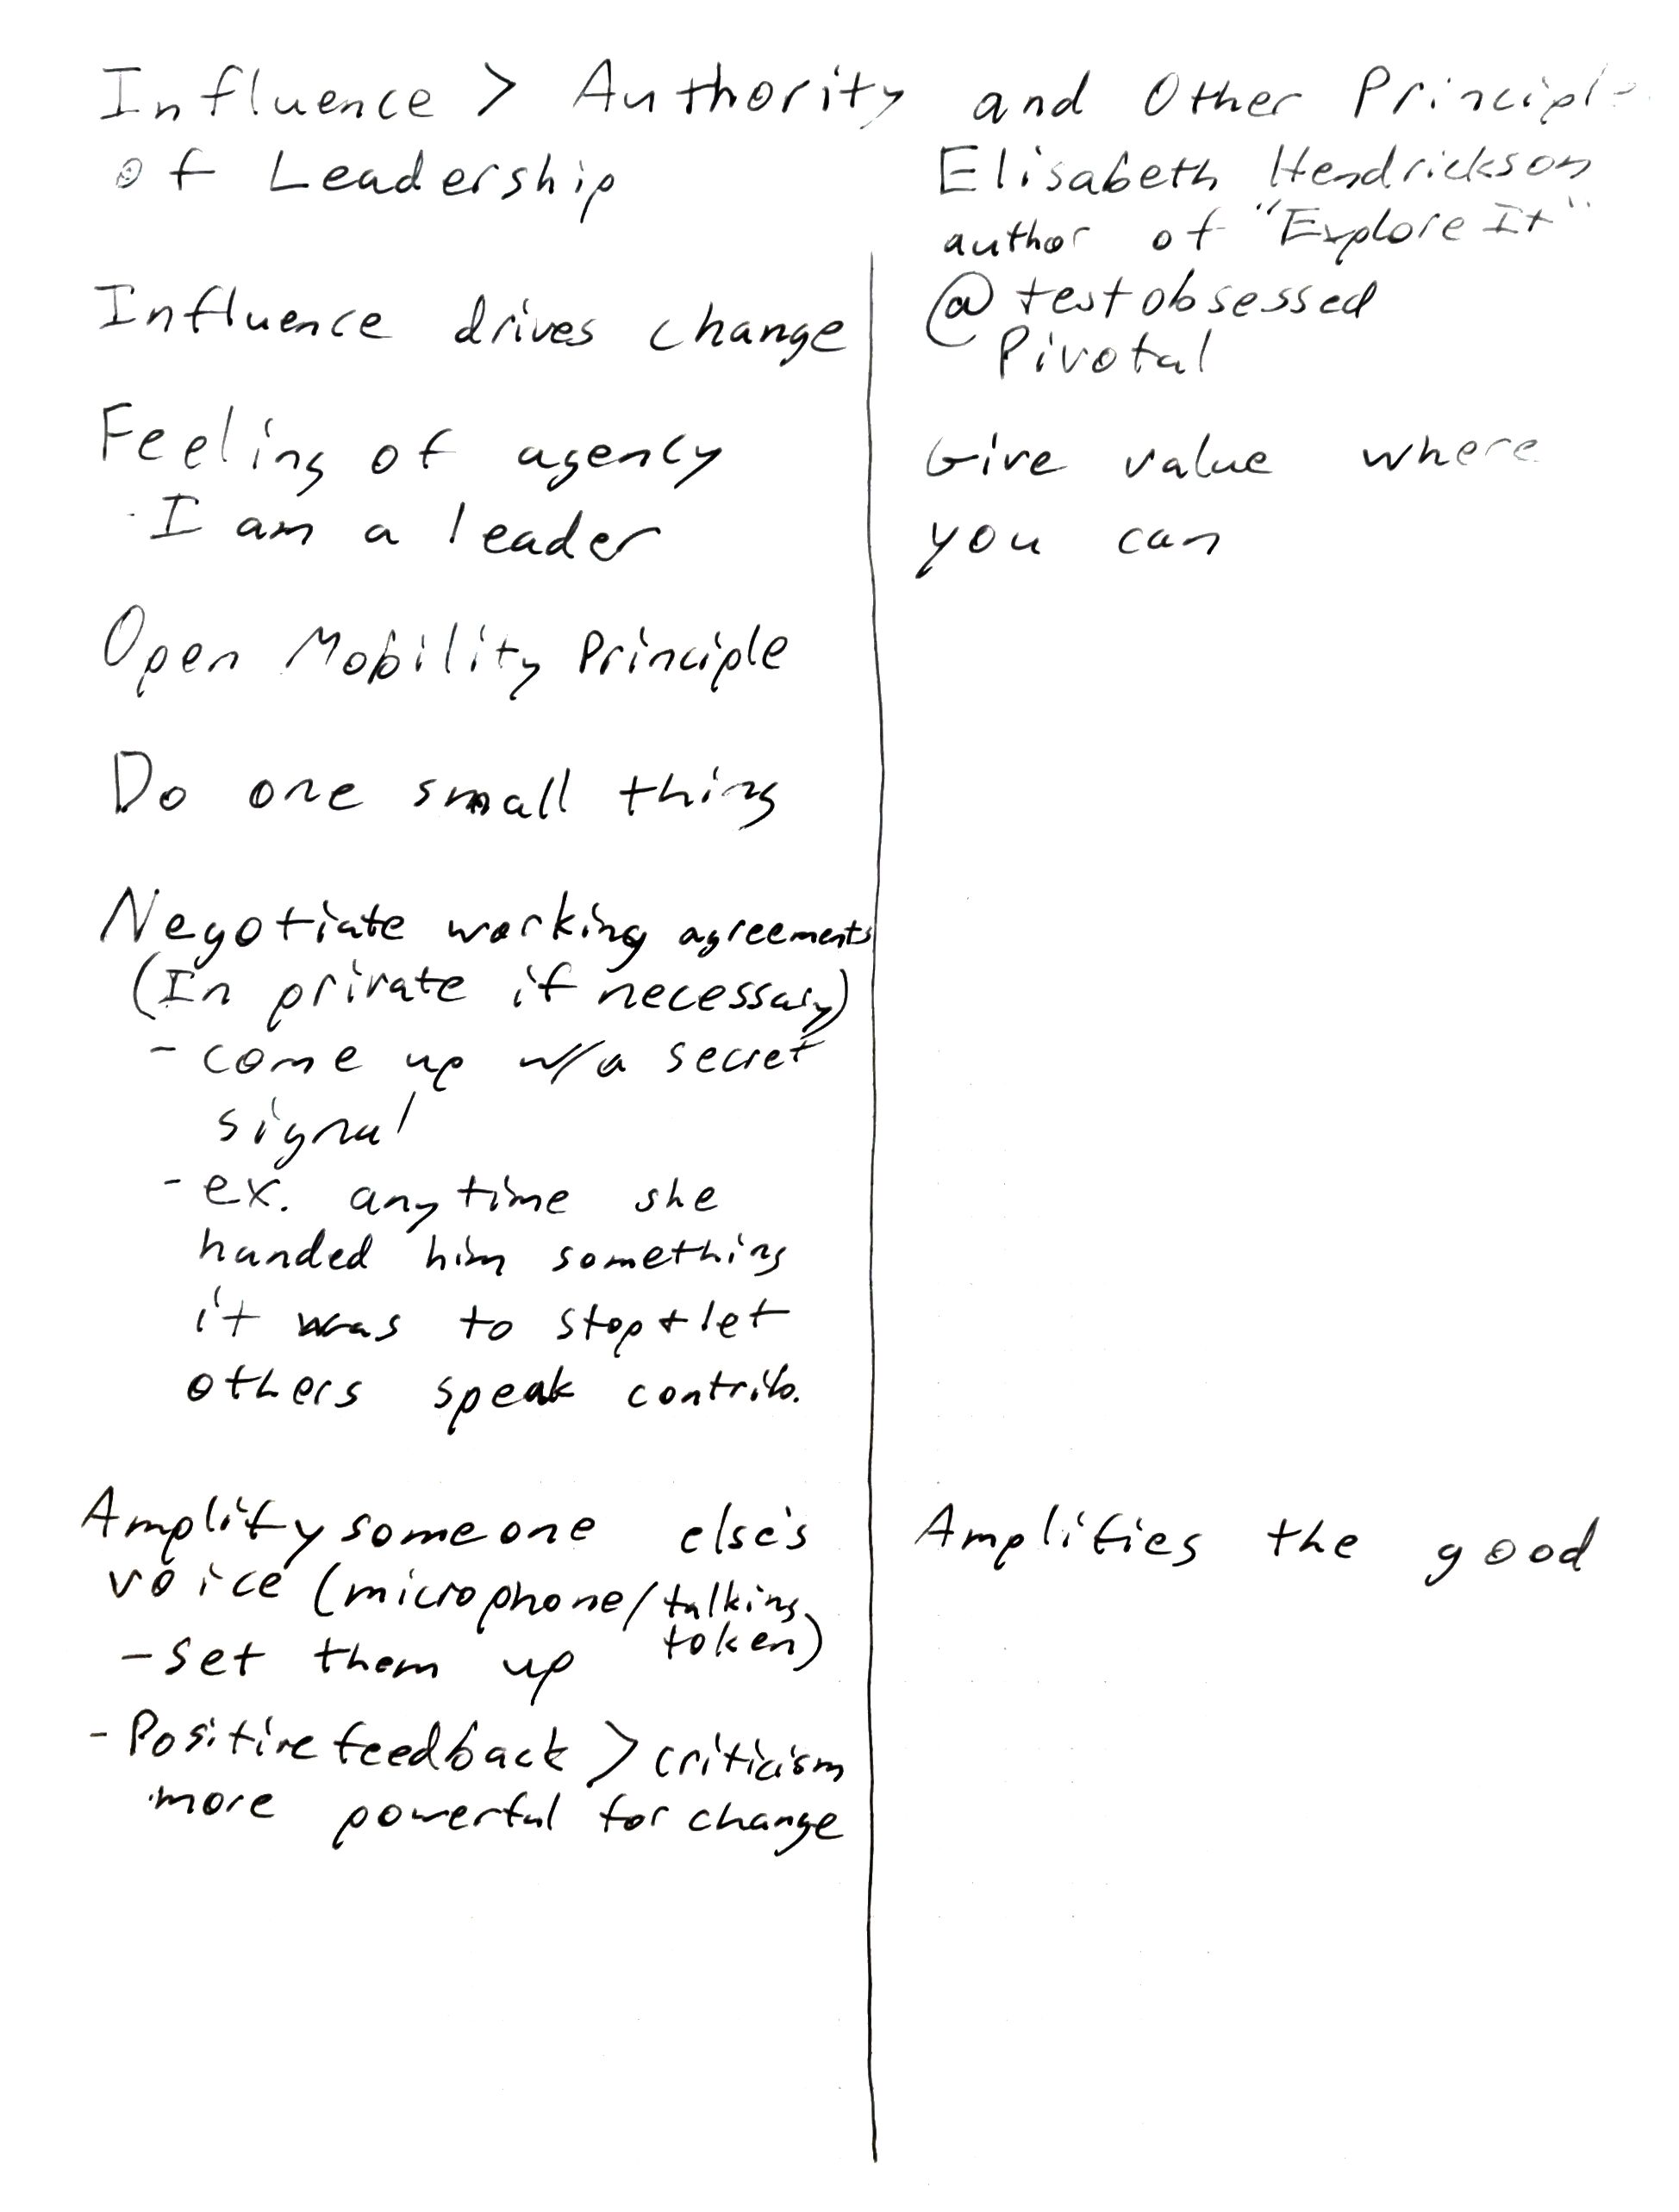 Influence > Authority and Other Principle
of Leadership
Elisabeth Hendrickson
author of "Explore It"
@testobsessed
Pivotal
Influence drives change
Feeling of agency
- I am a leader
Open Mobility Principle
Do one small thing
Negotiate working agreements
(In private if necessary)
- come up w/a secret
signal
- ex. anytime she
handed him something
it was to stop + let
others speak contrib.
Amplify someone else's
voice (microphone/talking
token)
- set them up
- Positive feedback > criticism
more powerful for change
Give value where
you can
Amplifies the good